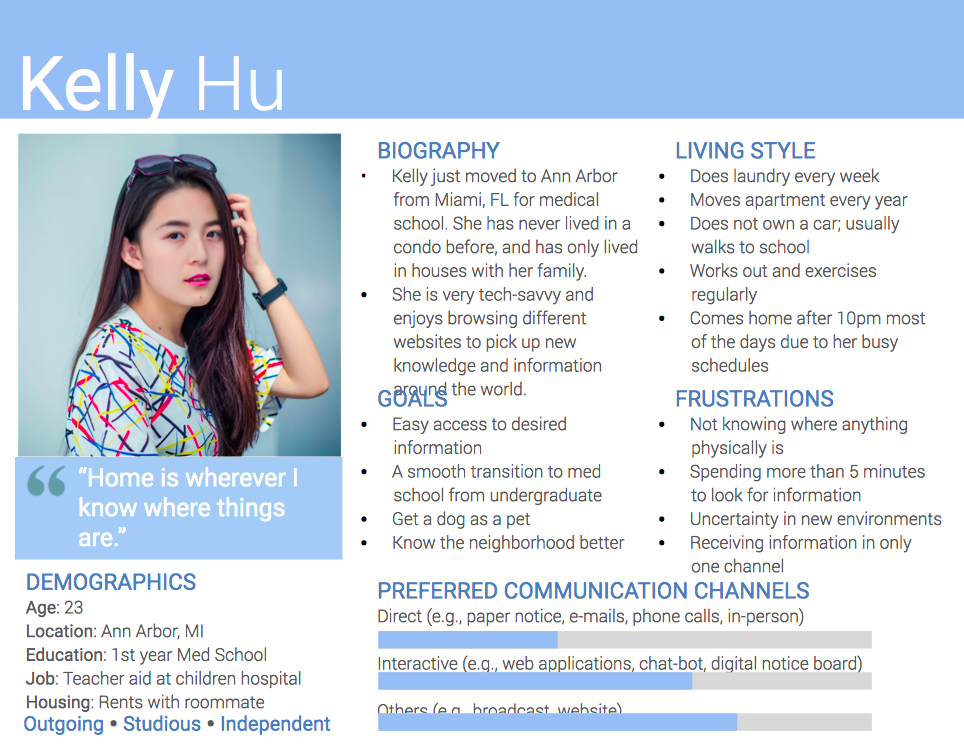 Kelly Hu
“Home is wherever I
know where things
are.”
DEMOGRAPHICS
Age: 23
Location: Ann Arbor, MI
Education: 1st year Med School
Job: Teacher aid at children hospital
Housing: Rents with roommate
Outgoing • Studious • Independent
BIOGRAPHY
• Kelly just moved to Ann Arbor
from Miami, FL for medical
school. She has never lived in a
condo before, and has only lived
in houses with her family.
• She is very tech-savvy and
enjoys browsing different
websites to pick up new
knowledge and information
around the world.
GOALS
• Easy access to desired
information
• A smooth transition to med
school from undergraduate
• Get a dog as a pet
• Know the neighborhood better
LIVING STYLE
• Does laundry every week
• Moves apartment every year
• Does not own a car; usually
walks to school
• Works out and exercises
regularly
• Comes home after 10pm most
of the days due to her busy
schedules
FRUSTRATIONS
• Not knowing where anything
physically is
• Spending more than 5 minutes
to look for information
• Uncertainty in new environments
• Receiving information in only
one channel
PREFERRED COMMUNICATION CHANNELS
Direct (e.g., paper notice, e-mails, phone calls, in-person)
Interactive (e.g., web applications, chat-bot, digital notice board)
Others (e.g., broadcast, website)